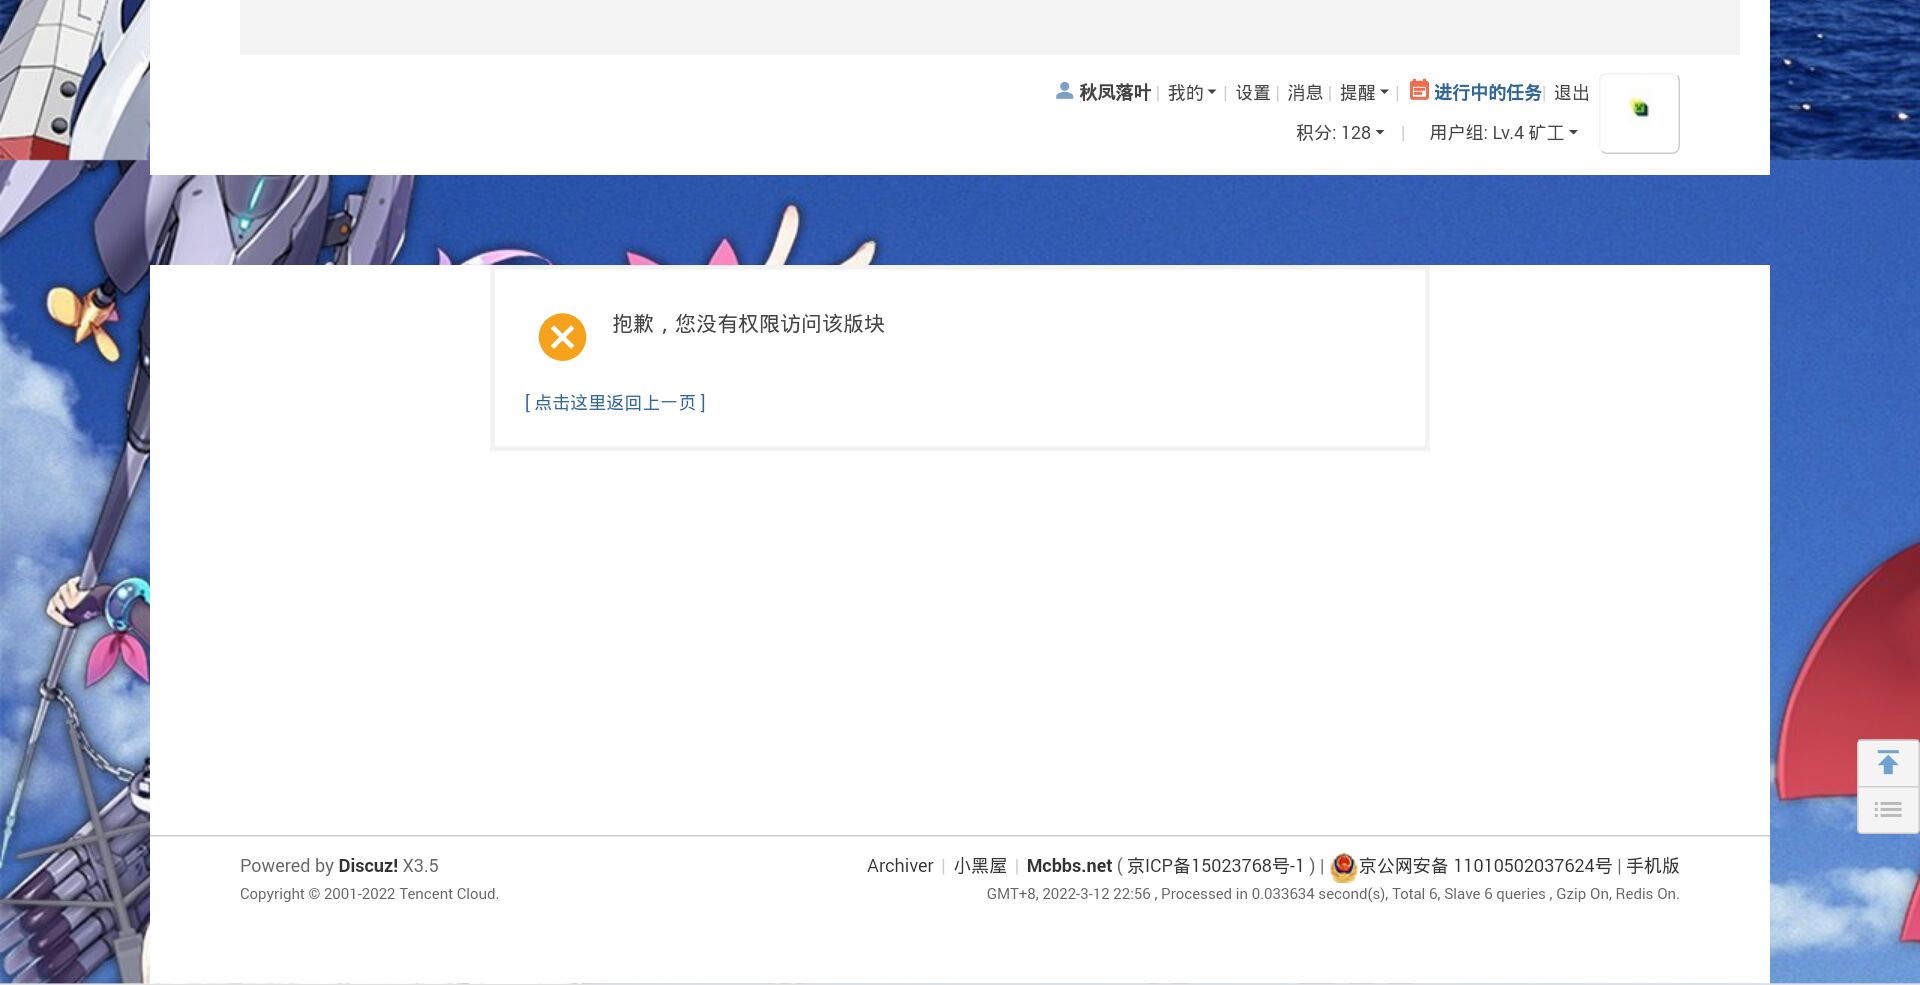 秋凤落叶 | 我的 | 设置 | 消息 | 提醒 | 进行中的任务 | 退出
积分: 128 | 用户组: Lv.4 矿工
抱歉，您没有权限访问该版块
[ 点击这里返回上一页 ]
Powered by Discuz! X3.5
Archiver | 小黑屋 | Mcbbs.net ( 京ICP备15023768号-1 ) | 京公网安备 11010502037624号 | 手机版
Copyright © 2001-2022 Tencent Cloud.
GMT+8, 2022-3-12 22:56 , Processed in 0.033634 second(s), Total 6, Slave 6 queries , Gzip On, Redis On.